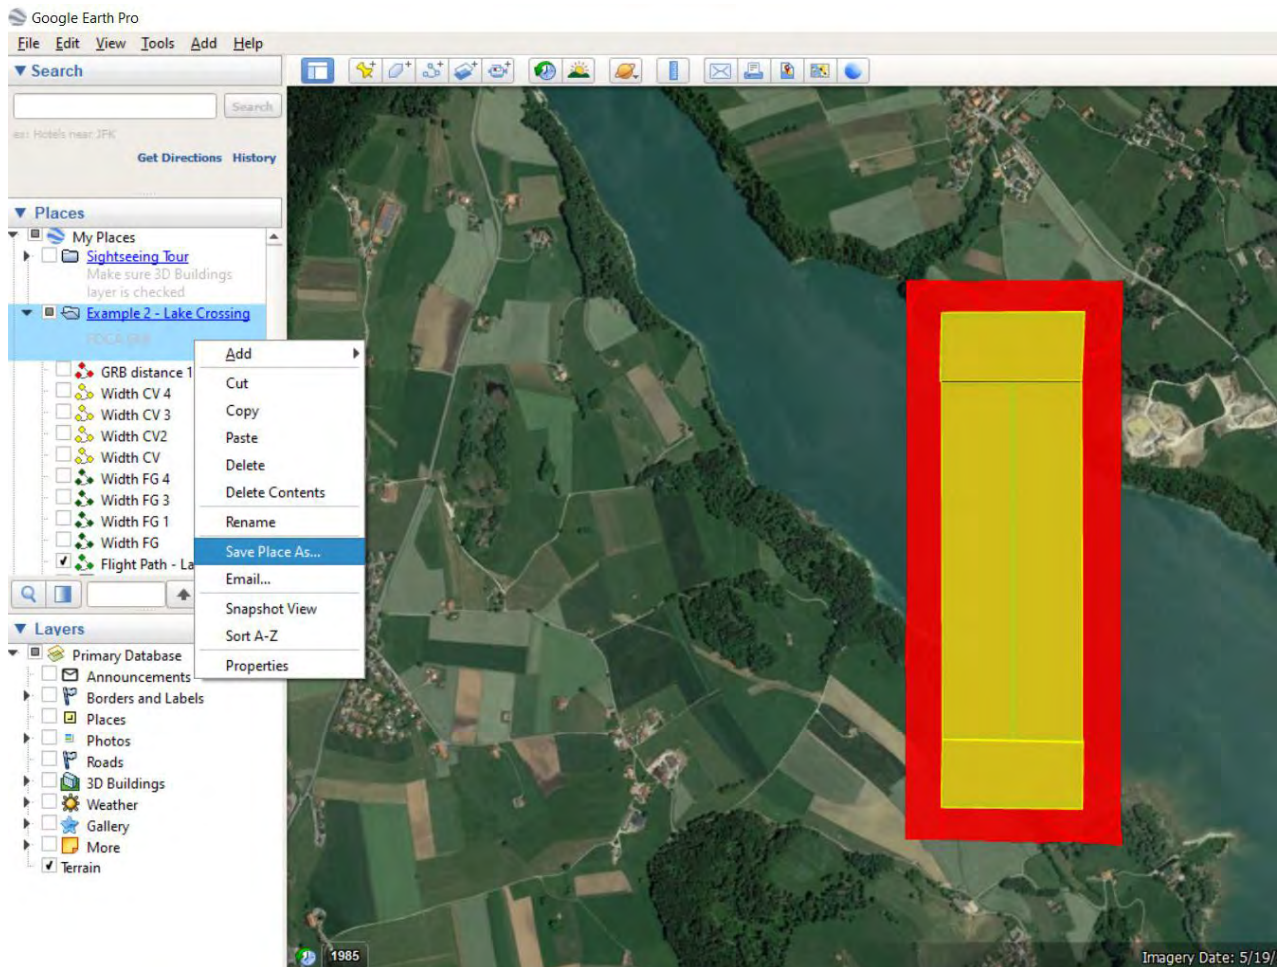 Google Earth Pro
File Edit View Tools Add Help
Search
Search
ex: Hotels near JFK
Get Directions History
Places
My Places
Sightseeing Tour
Make sure 3D Buildings
layer is checked
Example 2 - Lake Crossing
GRB distance 1
Width CV 4
Width CV 3
Width CV2
Width CV
Width FG 4
Width FG 3
Width FG 1
Width FG
Flight Path - La
Add
Cut
Copy
Paste
Delete
Delete Contents
Rename
Save Place As...
Email...
Snapshot View
Sort A-Z
Properties
Layers
Primary Database
Announcements
Borders and Labels
Places
Photos
Roads
3D Buildings
Weather
Gallery
More
Terrain
1985
Imagery Date: 5/19/